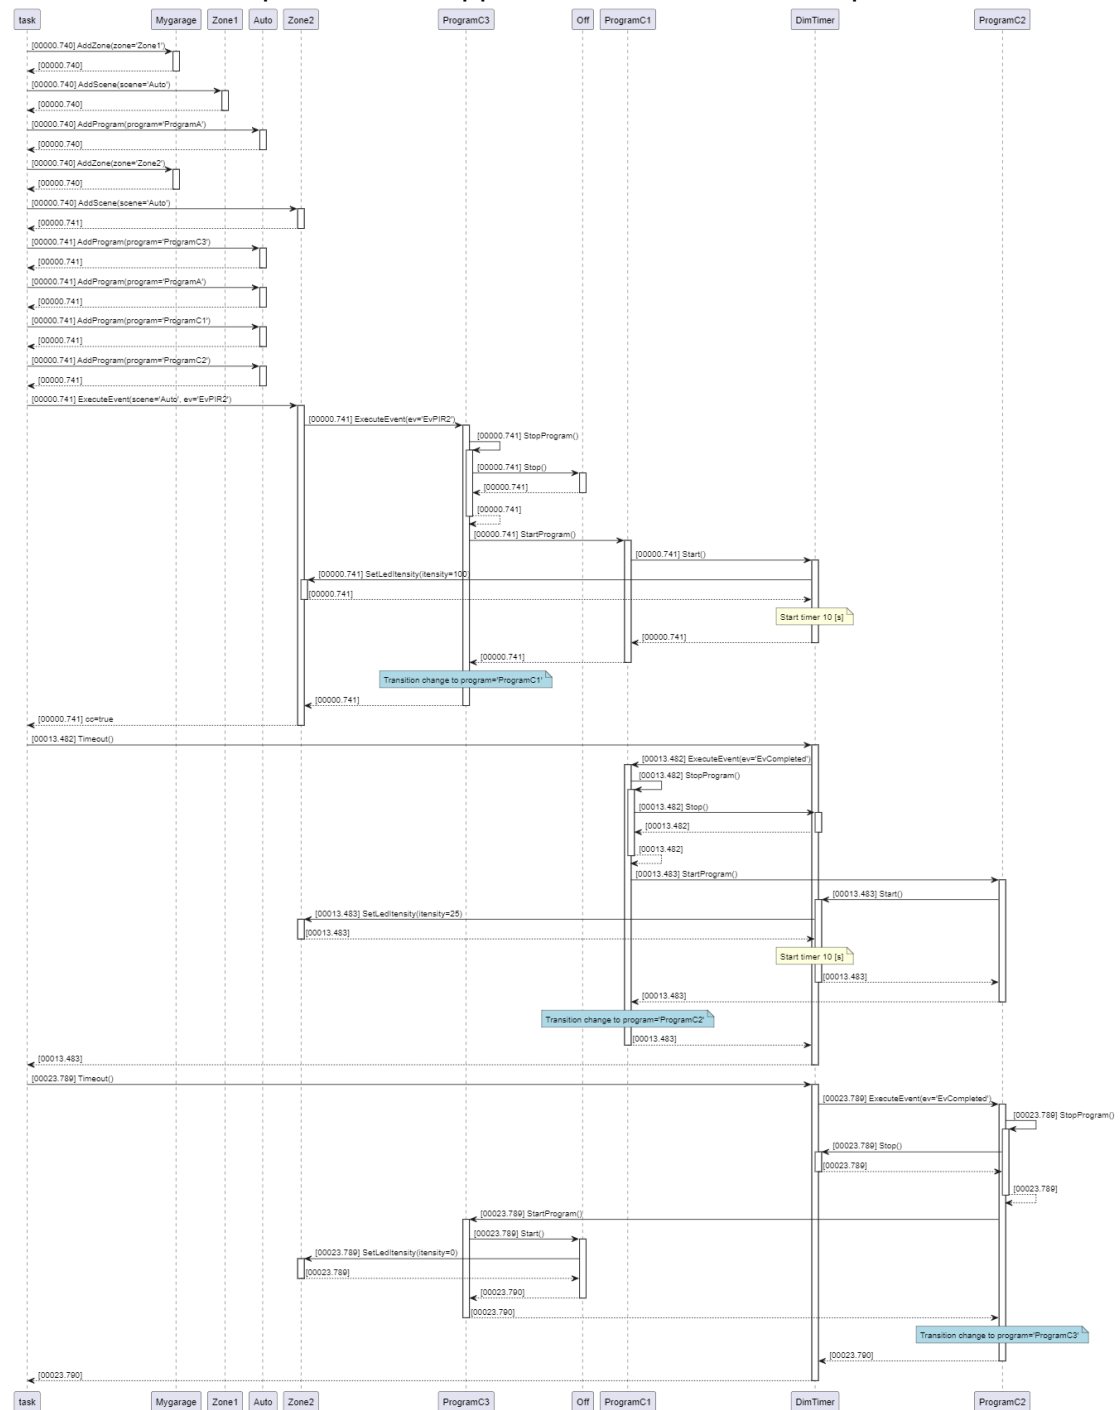 task Mygarage Zone1 Auto Zone2 ProgramC3 Off ProgramC1 DimTimer ProgramC2
[00000.740] AddZone(zone='Zone1')
[00000.740]
[00000.740] AddScene(scene='Auto')
[00000.740]
[00000.740] AddProgram(program='ProgramA')
[00000.740]
[00000.740] AddZone(zone='Zone2')
[00000.740]
[00000.740] AddScene(scene='Auto')
[00000.741]
[00000.741] AddProgram(program='ProgramC3')
[00000.741]
[00000.741] AddProgram(program='ProgramA')
[00000.741]
[00000.741] AddProgram(program='ProgramC1')
[00000.741]
[00000.741] AddProgram(program='ProgramC2')
[00000.741]
[00000.741] ExecuteEvent(scene='Auto', ev='EvPIR2')
[00000.741] ExecuteEvent(ev='EvPIR2')
[00000.741] StopProgram()
[00000.741] Stop()
[00000.741]
[00000.741]
[00000.741] StartProgram()
[00000.741] Start()
[00000.741] SetLedItensity(itensity=100)
[00000.741]
Start timer 10 [s]
[00000.741]
[00000.741]
Transition change to program='ProgramC1'
[00000.741]
[00000.741] cc=true
[00013.482] Timeout()
[00013.482] ExecuteEvent(ev='EvCompleted')
[00013.482] StopProgram()
[00013.482] Stop()
[00013.482]
[00013.482]
[00013.483] StartProgram()
[00013.483] Start()
[00013.483] SetLedItensity(itensity=25)
[00013.483]
Start timer 10 [s]
[00013.483]
[00013.483]
Transition change to program='ProgramC2'
[00013.483]
[00013.483]
[00023.789] Timeout()
[00023.789] ExecuteEvent(ev='EvCompleted')
[00023.789] StopProgram()
[00023.789] Stop()
[00023.789]
[00023.789]
[00023.789] StartProgram()
[00023.789] Start()
[00023.789] SetLedItensity(itensity=0)
[00023.789]
[00023.790]
[00023.790]
Transition change to program='ProgramC3'
[00023.790]
[00023.790]
task Mygarage Zone1 Auto Zone2 ProgramC3 Off ProgramC1 DimTimer ProgramC2